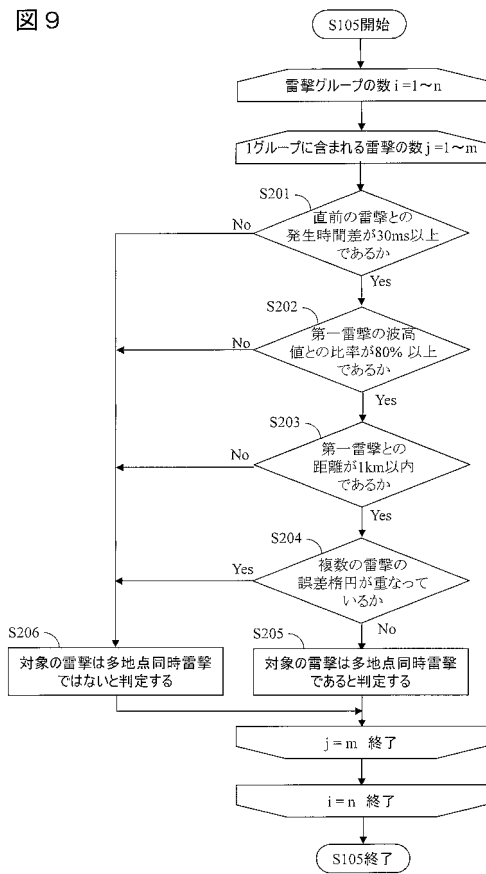 図9
S105開始
雷撃グループの数 i =1～n
1グループに含まれる雷撃の数 j =1～m
S201
直前の雷撃との
発生時間差が30ms以上
であるか
No
Yes
S202
第一雷撃の波高
値との比率が80% 以上
であるか
No
Yes
S203
第一雷撃との
距離が1km以内
であるか
No
Yes
S204
複数の雷撃の
誤差楕円が重なって
いるか
Yes
No
S206
対象の雷撃は多地点同時雷撃
ではないと判定する
S205
対象の雷撃は多地点同時雷撃
であると判定する
j = m 終了
i = n 終了
S105終了